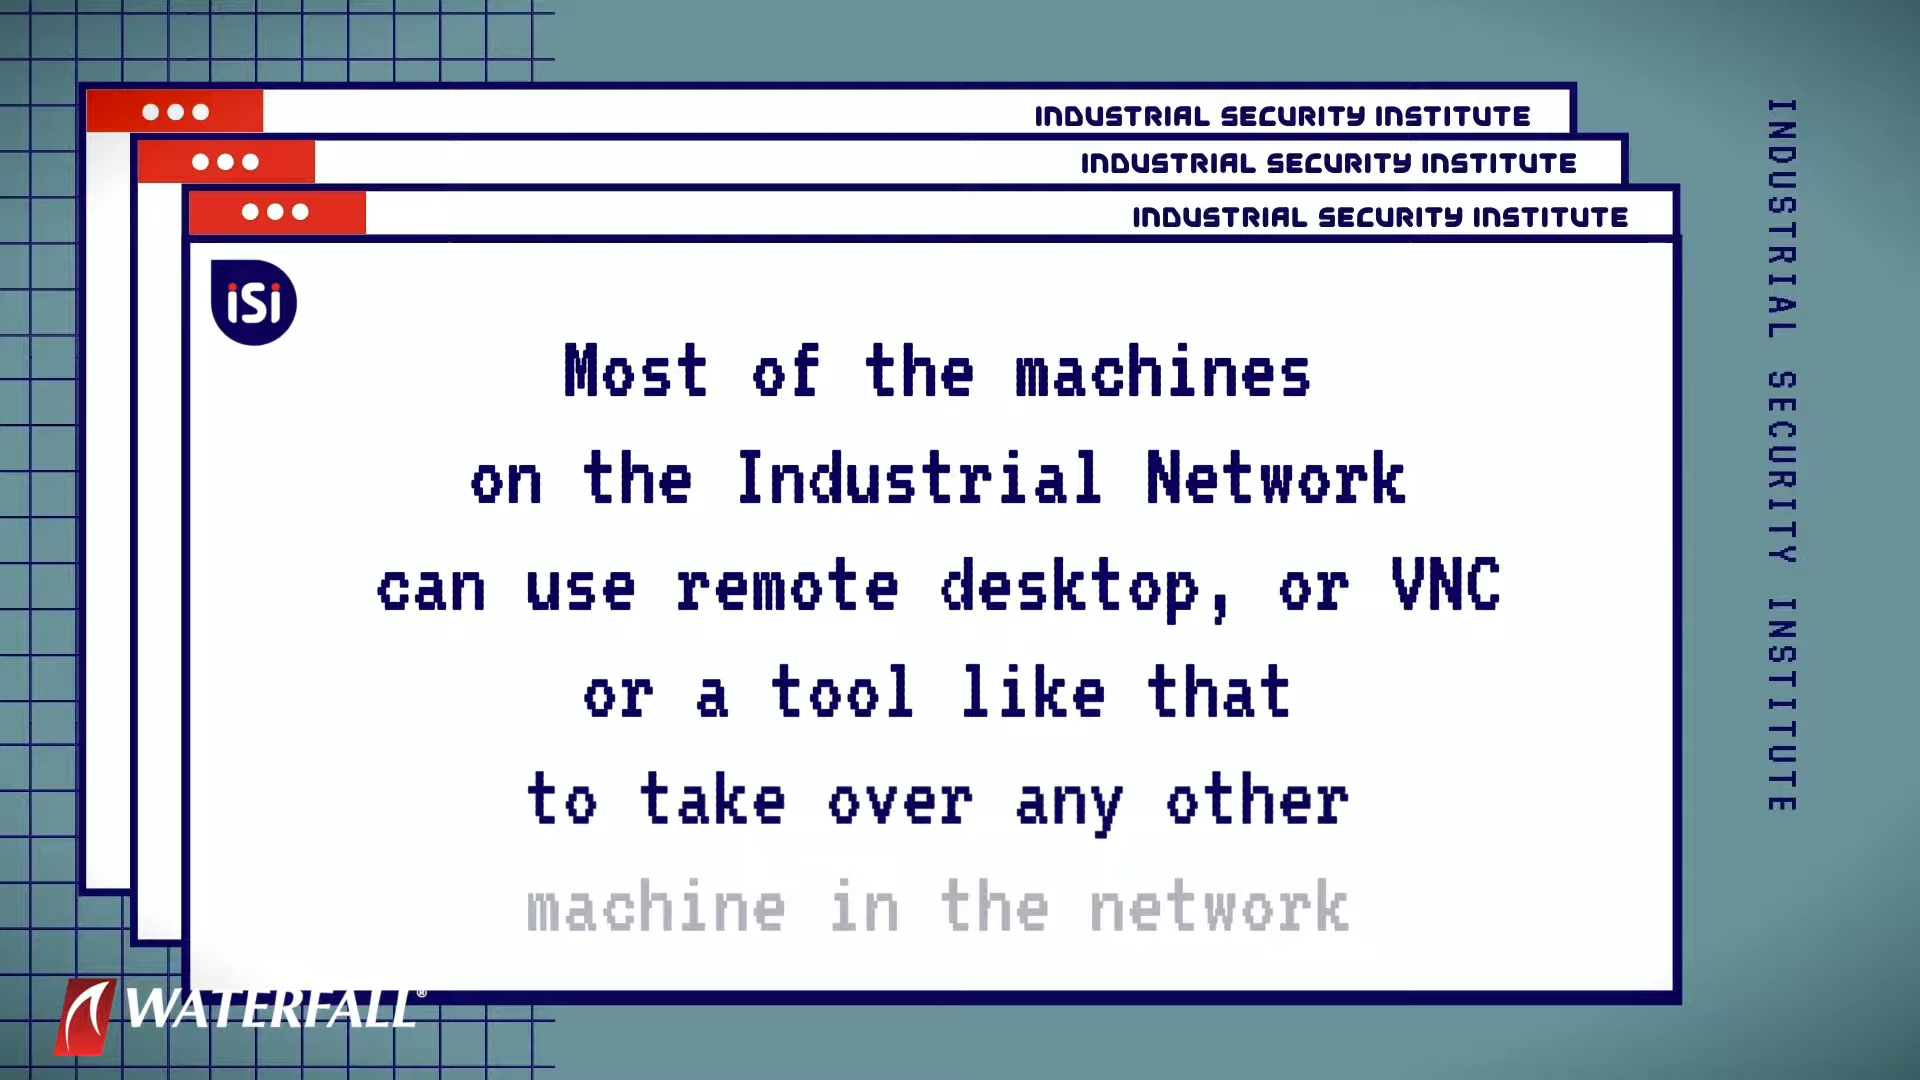 INDUSTRIAL SECURITY INSTITUTE
INDUSTRIAL SECURITY INSTITUTE
INDUSTRIAL SECURITY INSTITUTE
iSi
Most of the machines
on the Industrial Network
can use remote desktop, or VNC
or a tool like that
to take over any other
machine in the network
WATERFALL®
INDUSTRIAL SECURITY INSTITUTE